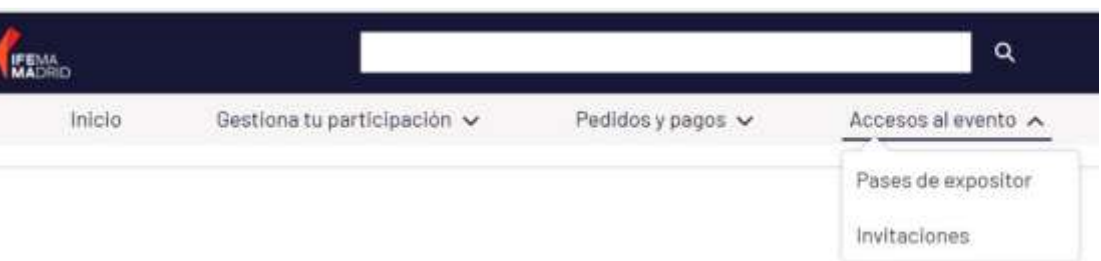 IFEMA
MADRID
Inicio
Gestiona tu participación
Pedidos y pagos
Accesos al evento
Pases de expositor
Invitaciones